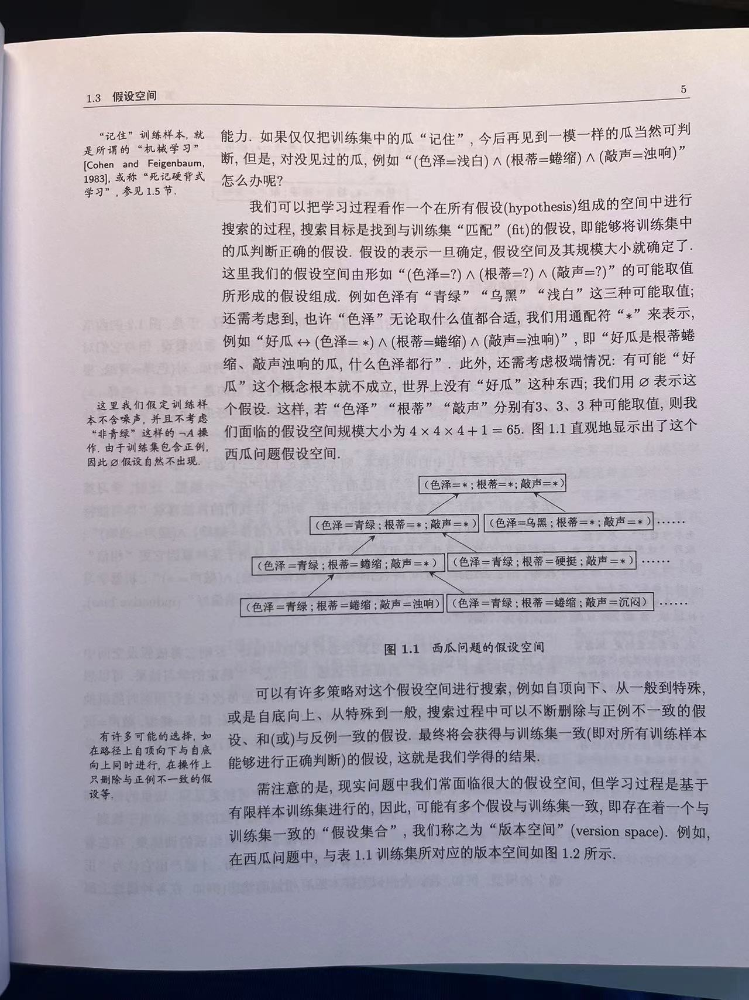 1.3 假设空间
5
“记住”训练样本, 就
是所谓的“机械学习”
[Cohen and Feigenbaum,
1983], 或称“死记硬背式
学习”, 参见 1.5 节.
能力. 如果仅仅把训练集中的瓜“记住”, 今后再见到一模一样的瓜当然可判
断, 但是, 对没见过的瓜, 例如“(色泽=浅白) ∧ (根蒂=蜷缩) ∧ (敲声=浊响)”
怎么办呢?
我们可以把学习过程看作一个在所有假设(hypothesis)组成的空间中进行
搜索的过程, 搜索目标是找到与训练集“匹配”(fit)的假设, 即能够将训练集中
的瓜判断正确的假设. 假设的表示一旦确定, 假设空间及其规模大小就确定了.
这里我们的假设空间由形如“(色泽=?) ∧ (根蒂=?) ∧ (敲声=?)”的可能取值
所形成的假设组成. 例如色泽有“青绿”“乌黑”“浅白”这三种可能取值;
还需考虑到, 也许“色泽”无论取什么值都合适, 我们用通配符“*”来表示,
例如“好瓜 ↔ (色泽= *) ∧ (根蒂=蜷缩) ∧ (敲声=浊响)”, 即“好瓜是根蒂蜷
缩、敲声浊响的瓜, 什么色泽都行”. 此外, 还需考虑极端情况: 有可能“好
瓜”这个概念根本就不成立, 世界上没有“好瓜”这种东西; 我们用 ∅ 表示这
个假设. 这样, 若“色泽”“根蒂”“敲声”分别有3、3、3 种可能取值, 则我
们面临的假设空间规模大小为 4 × 4 × 4 + 1 = 65. 图 1.1 直观地显示出了这个
西瓜问题假设空间.
这里我们假定训练样
本不含噪声, 并且不考虑
“非青绿”这样的 ¬A 操
作. 由于训练集包含正例,
因此 ∅ 假设自然不出现.
(色泽=*; 根蒂=*; 敲声=*)
(色泽=青绿; 根蒂=*; 敲声=*) (色泽=乌黑; 根蒂=*; 敲声=*) ……
(色泽=青绿; 根蒂=蜷缩; 敲声=*) (色泽=青绿; 根蒂=硬挺; 敲声=*) ……
(色泽=青绿; 根蒂=蜷缩; 敲声=浊响) (色泽=青绿; 根蒂=蜷缩; 敲声=沉闷) ……
图 1.1 西瓜问题的假设空间
可以有许多策略对这个假设空间进行搜索, 例如自顶向下、从一般到特殊,
或是自底向上、从特殊到一般, 搜索过程中可以不断删除与正例不一致的假
设、和(或)与反例一致的假设. 最终将会获得与训练集一致(即对所有训练样本
能够进行正确判断)的假设, 这就是我们学得的结果.
有许多可能的选择, 如
在路径上自顶向下与自底
向上同时进行, 在操作上
只删除与正例不一致的假
设等.
需注意的是, 现实问题中我们常面临很大的假设空间, 但学习过程是基于
有限样本训练集进行的, 因此, 可能有多个假设与训练集一致, 即存在着一个与
训练集一致的“假设集合”, 我们称之为“版本空间”(version space). 例如,
在西瓜问题中, 与表 1.1 训练集所对应的版本空间如图 1.2 所示.